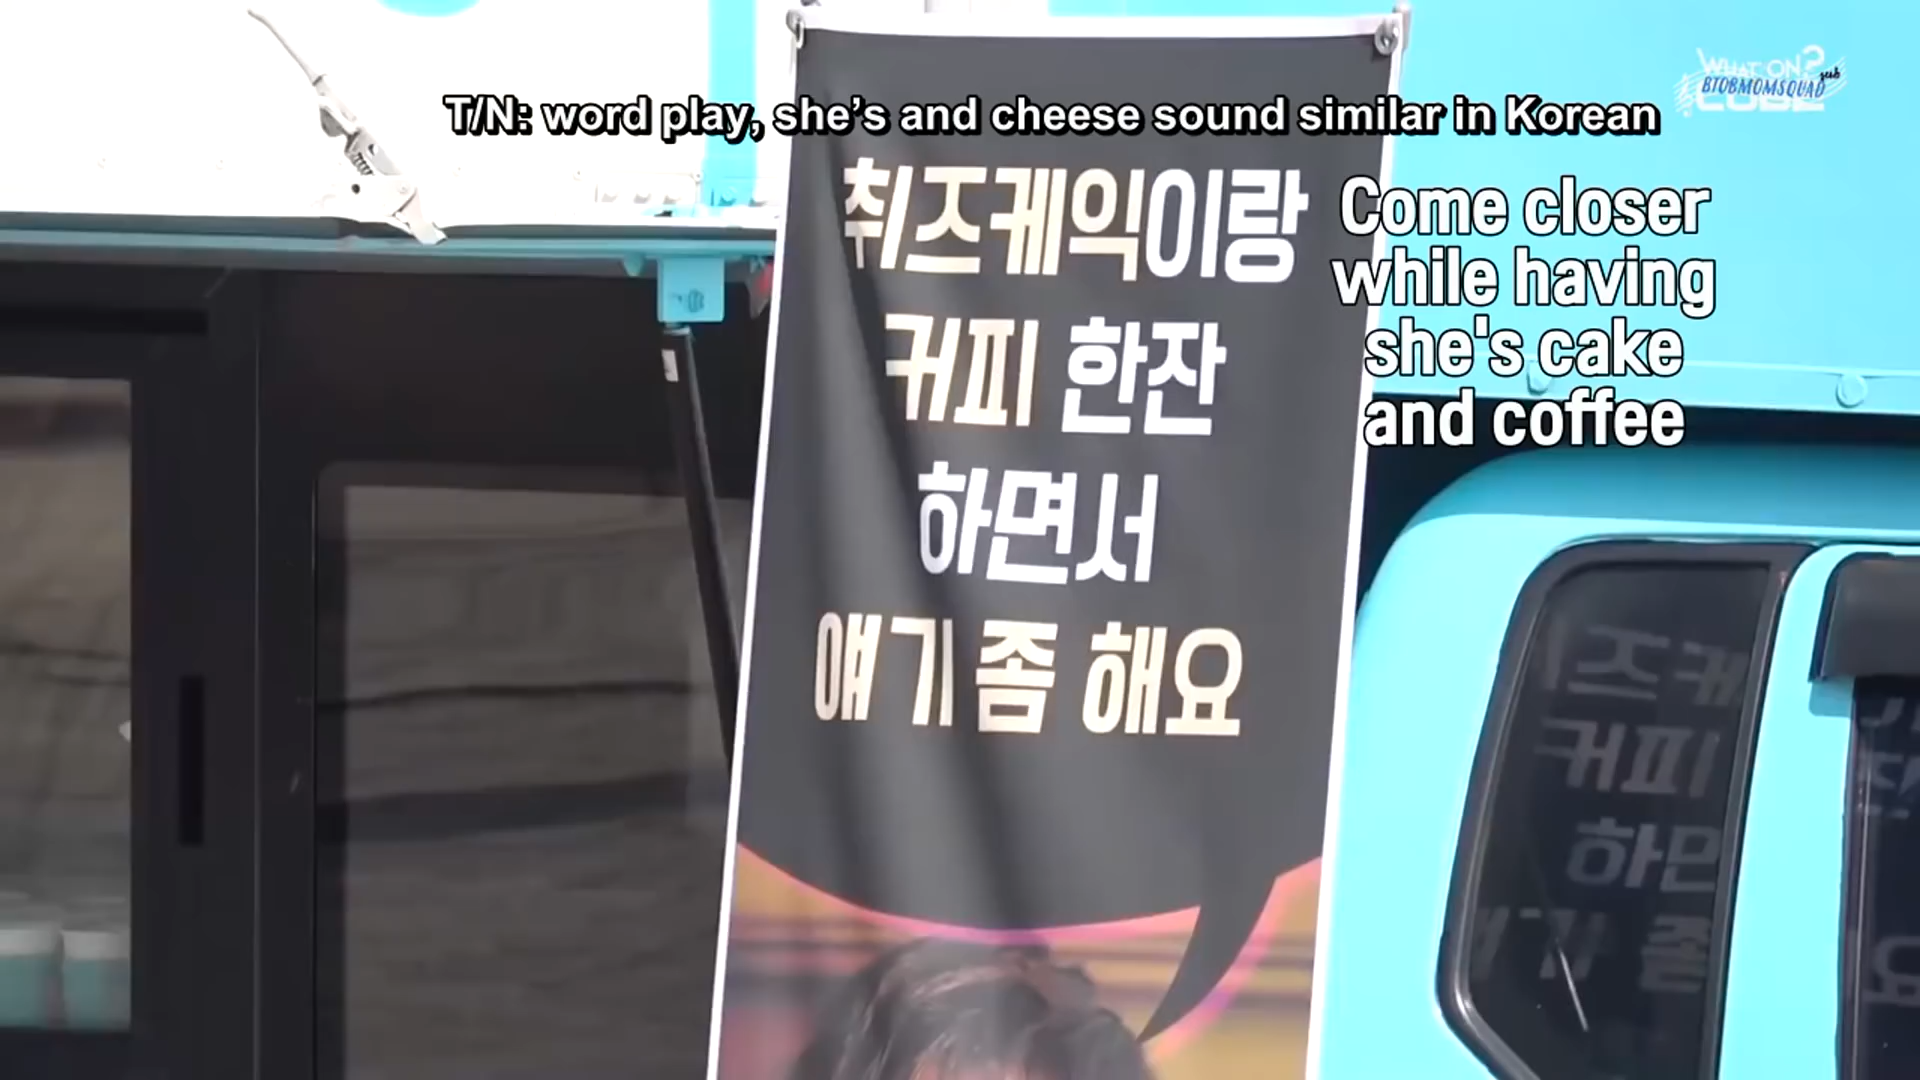 WHAT ON?
CUBE
BTOBMOMSQUAD sub
T/N: word play, she's and cheese sound similar in Korean
취즈케익이랑
커피 한잔
하면서
얘기 좀 해요
Come closer
while having
she's cake
and coffee